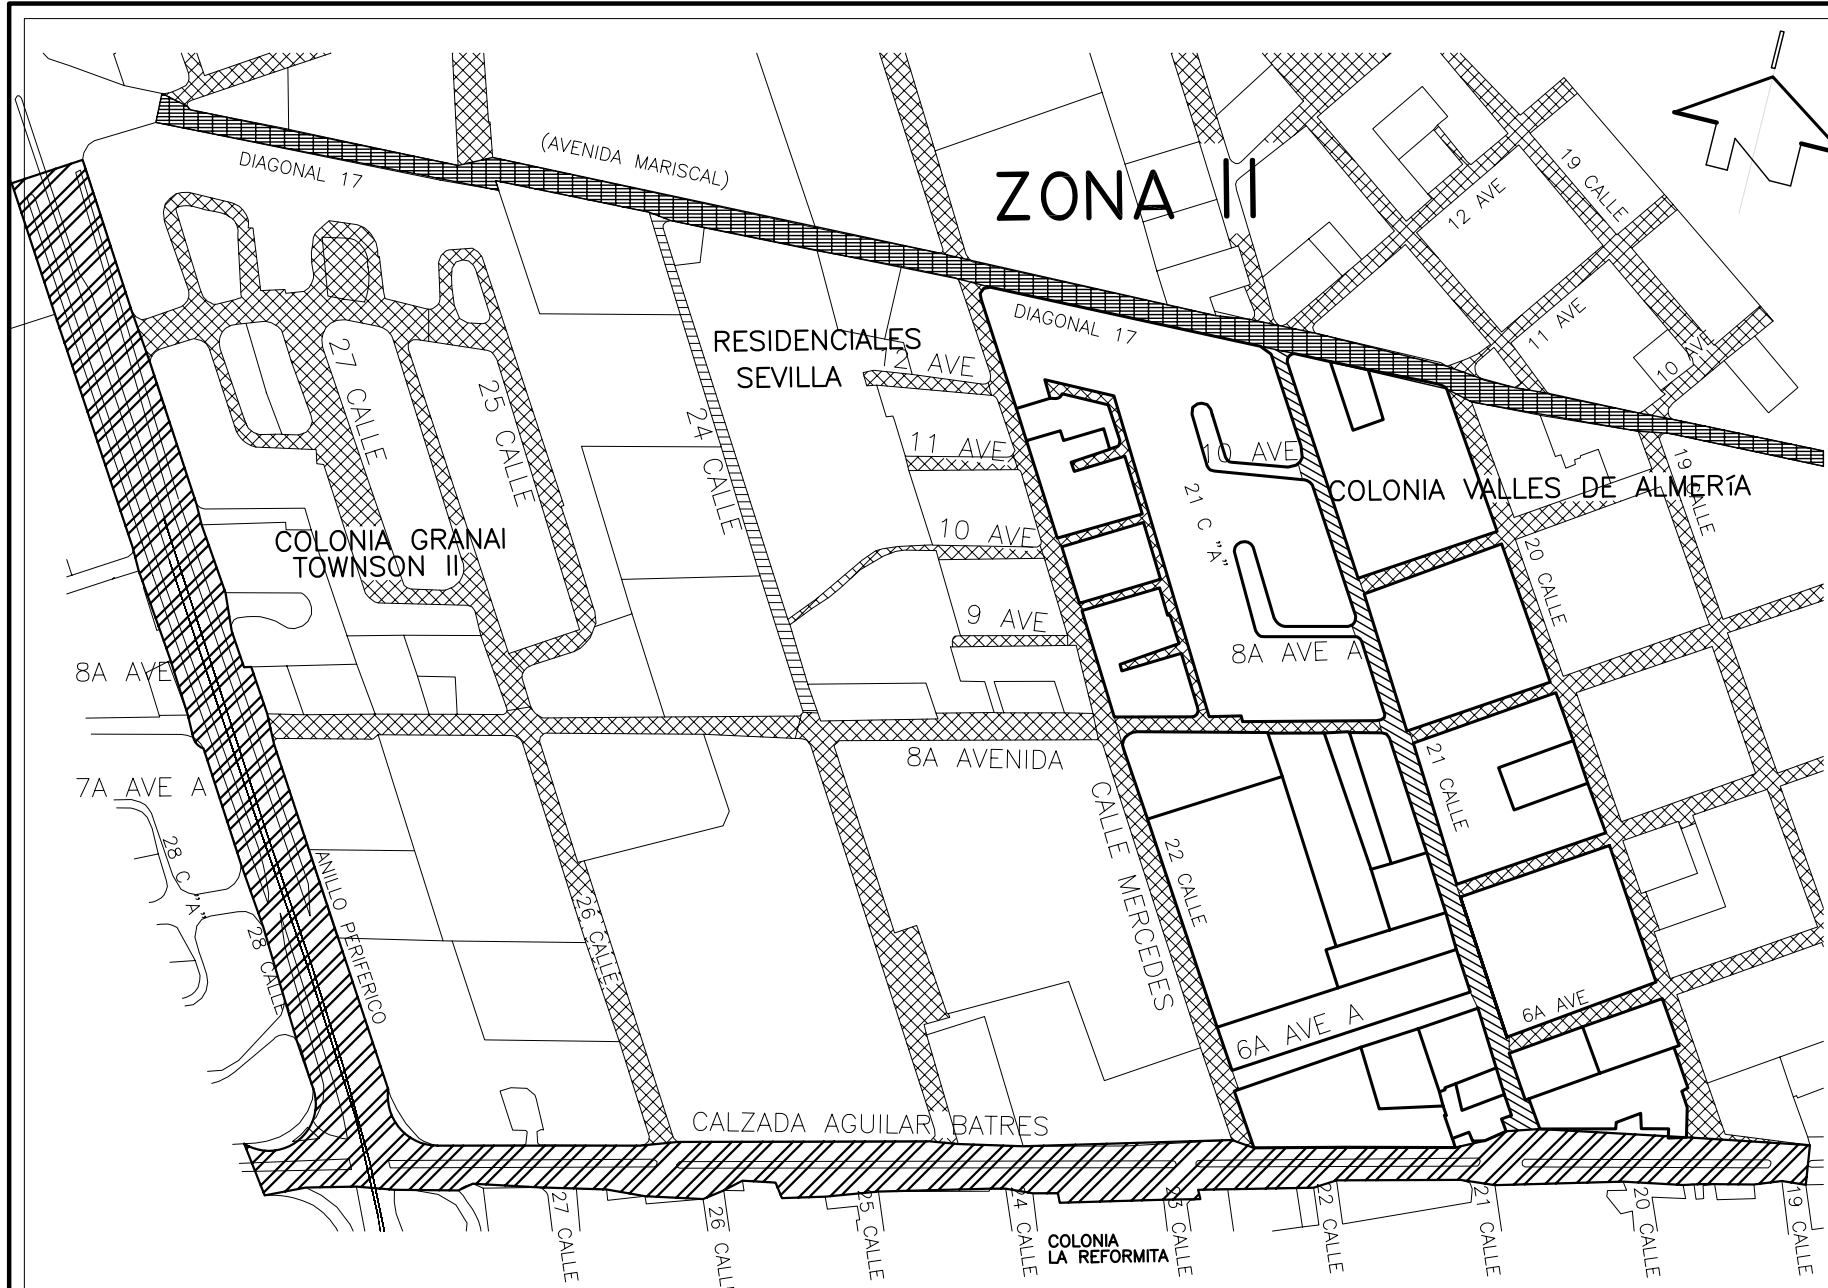 (AVENIDA MARISCAL)
DIAGONAL 17
ZONA II
19 CALLE
12 AVE
11 AVE
10 AVE
DIAGONAL 17
RESIDENCIALES
SEVILLA
12 AVE
27 CALLE
25 CALLE
24 CALLE
11 AVE
10 AVE
COLONIA VALLES DE ALMERíA
19 CALLE
21 C "A"
10 AVE
COLONIA GRANAI
TOWNSON II
20 CALLE
9 AVE
8A AVE A
8A AVE
8A AVENIDA
7A AVE A
21 CALLE
CALLE MERCEDES
22 CALLE
28 C "A"
28 CALLE
ANILLO PERIFERICO
26 CALLE
6A AVE A
6A AVE
CALZADA AGUILAR BATRES
27 CALLE
26 CALLE
25 CALLE
24 CALLE
23 CALLE
22 CALLE
21 CALLE
20 CALLE
19 CALLE
COLONIA
LA REFORMITA